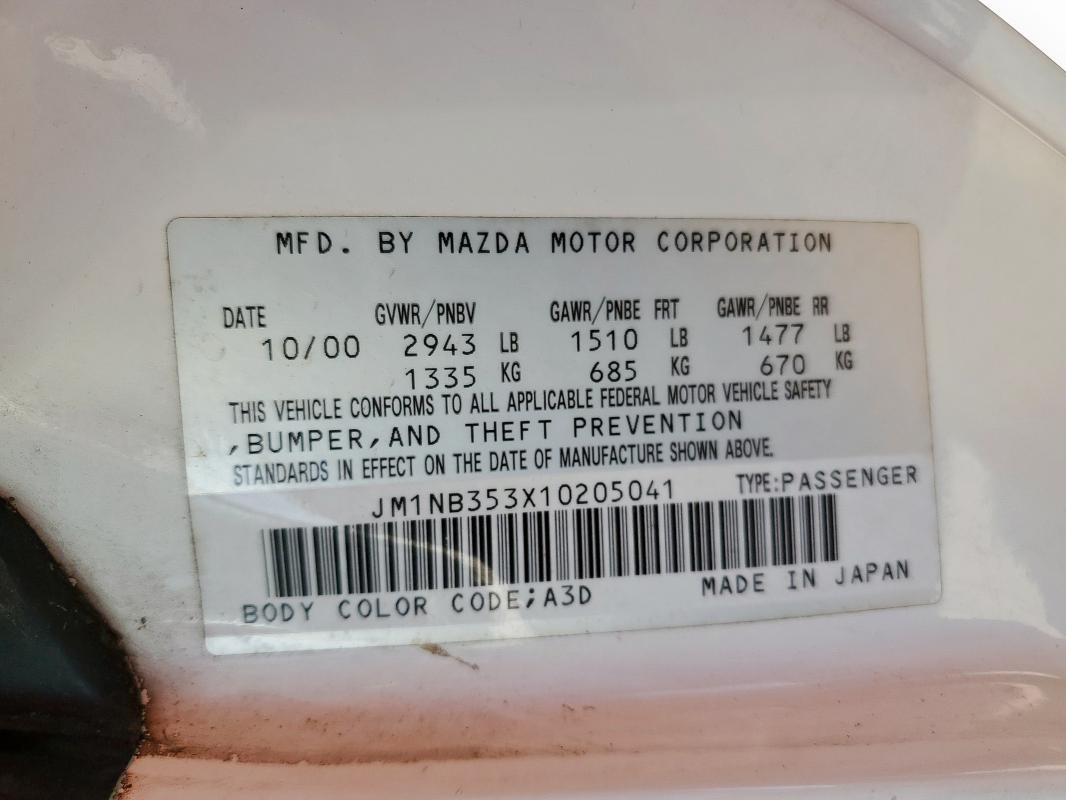 MFD. BY MAZDA MOTOR CORPORATION
DATE GVWR/PNBV GAWR/PNBE FRT GAWR/PNBE RR
10/00 2943 LB 1510 LB 1477 LB
1335 KG 685 KG 670 KG
THIS VEHICLE CONFORMS TO ALL APPLICABLE FEDERAL MOTOR VEHICLE SAFETY
,BUMPER,AND THEFT PREVENTION
STANDARDS IN EFFECT ON THE DATE OF MANUFACTURE SHOWN ABOVE.
JM1NB353X10205041 TYPE:PASSENGER
BODY COLOR CODE;A3D MADE IN JAPAN